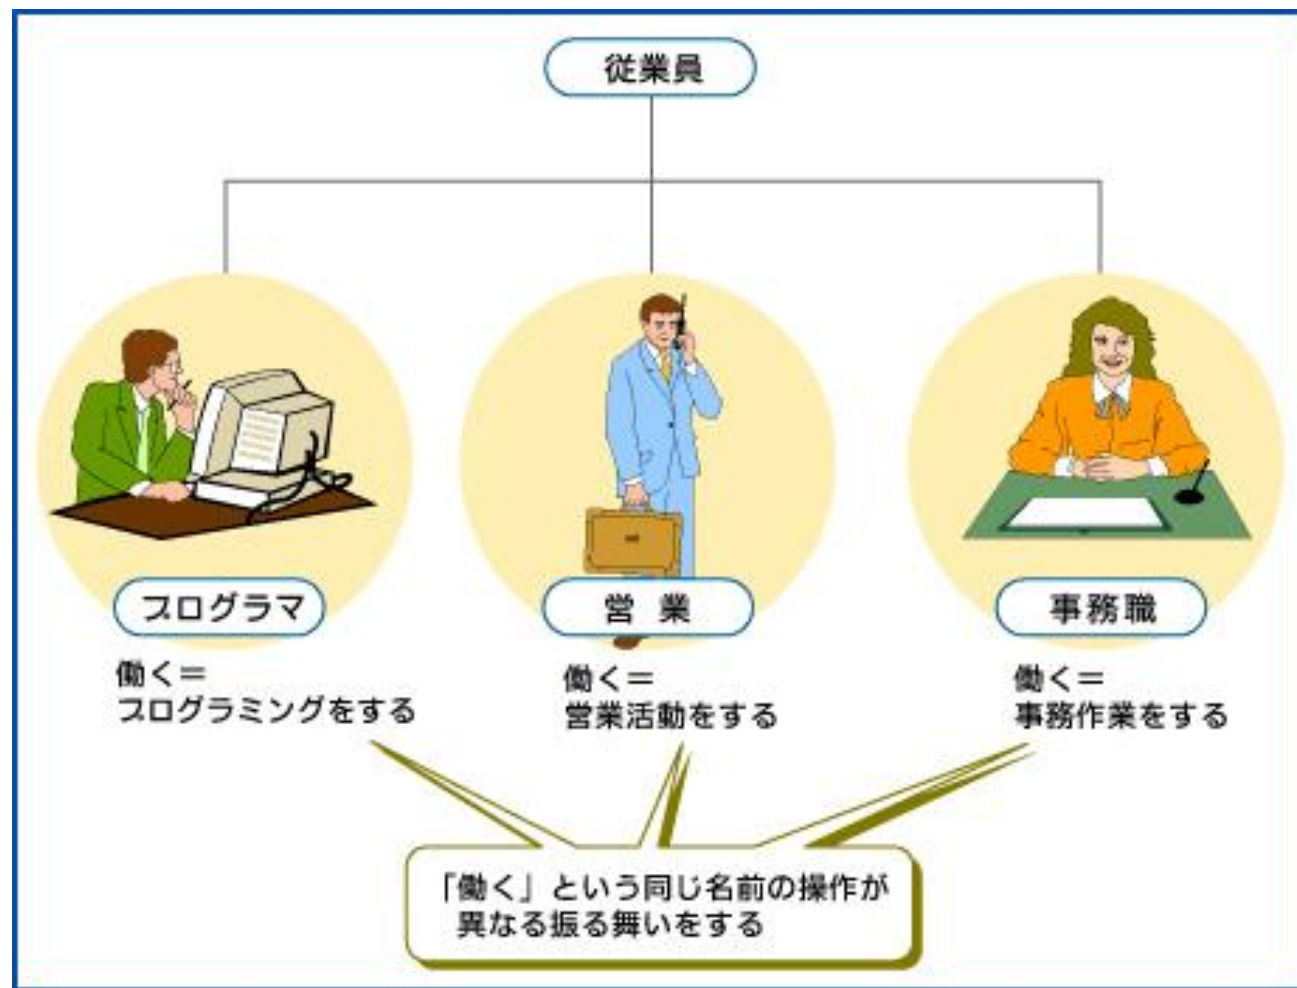 従業員
プログラマ
営業
事務職
働く＝
プログラミングをする
働く＝
営業活動をする
働く＝
事務作業をする
「働く」という同じ名前の操作が
異なる振る舞いをする